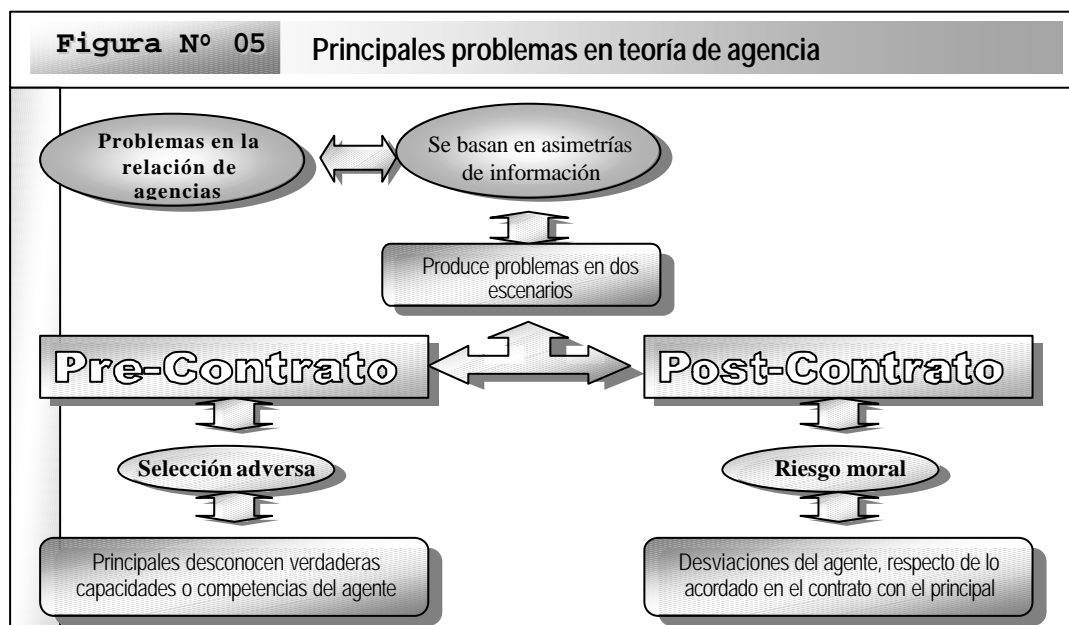 Figura Nº 05
Principales problemas en teoría de agencia
Problemas en la
relación de
agencias
Se basan en asimetrías
de información
Produce problemas en dos
escenarios
Pre-Contrato
Post-Contrato
Selección adversa
Riesgo moral
Principales desconocen verdaderas
capacidades o competencias del agente
Desviaciones del agente, respecto de lo
acordado en el contrato con el principal